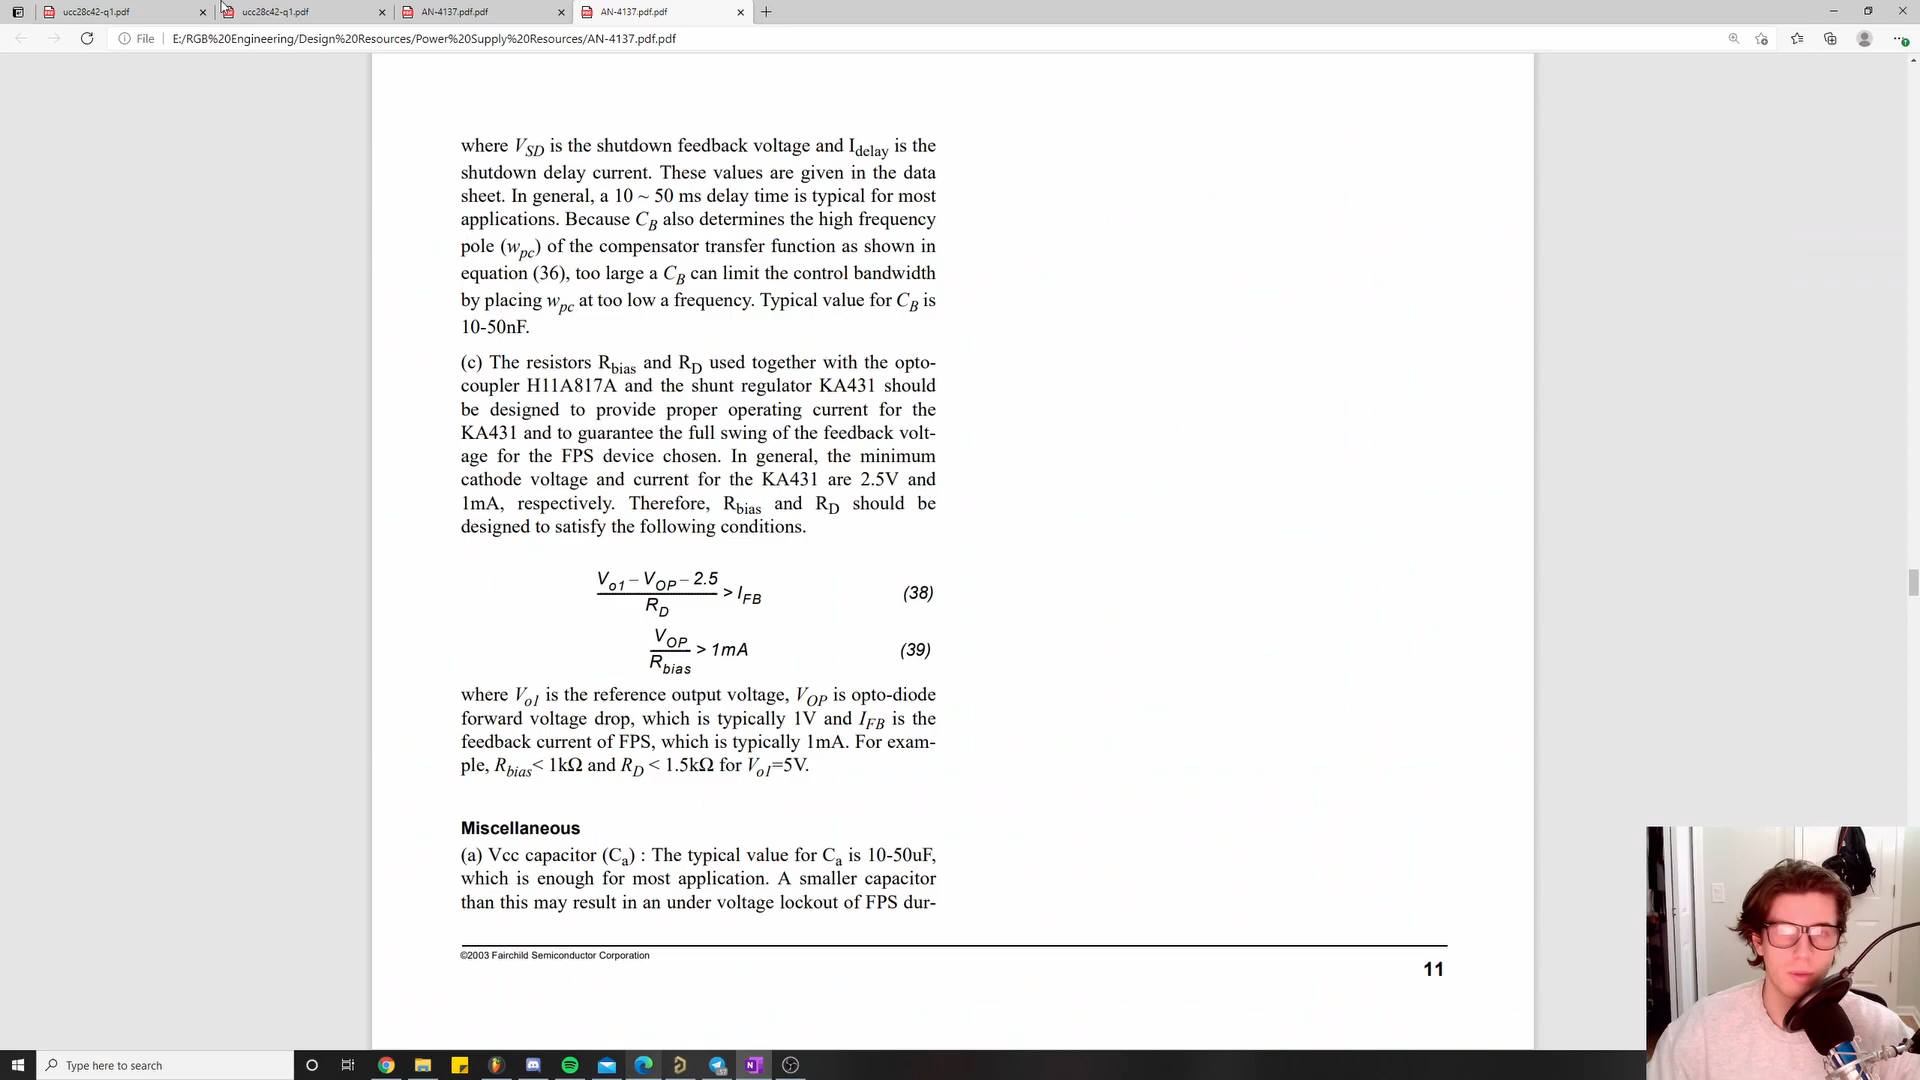 ucc28c42-q1.pdf
ucc28c42-q1.pdf
AN-4137.pdf.pdf
AN-4137.pdf.pdf
File
E:/RGB%20Engineering/Design%20Resources/Power%20Supply%20Resources/AN-4137.pdf.pdf
where V_SD is the shutdown feedback voltage and I_delay is the
shutdown delay current. These values are given in the data
sheet. In general, a 10 ~ 50 ms delay time is typical for most
applications. Because C_B also determines the high frequency
pole (w_pc) of the compensator transfer function as shown in
equation (36), too large a C_B can limit the control bandwidth
by placing w_pc at too low a frequency. Typical value for C_B is
10-50nF.
(c) The resistors R_bias and R_D used together with the opto-
coupler H11A817A and the shunt regulator KA431 should
be designed to provide proper operating current for the
KA431 and to guarantee the full swing of the feedback volt-
age for the FPS device chosen. In general, the minimum
cathode voltage and current for the KA431 are 2.5V and
1mA, respectively. Therefore, R_bias and R_D should be
designed to satisfy the following conditions.
V_o1 – V_OP – 2.5
R_D
> I_FB
(38)
V_OP
R_bias
> 1mA
(39)
where V_o1 is the reference output voltage, V_OP is opto-diode
forward voltage drop, which is typically 1V and I_FB is the
feedback current of FPS, which is typically 1mA. For exam-
ple, R_bias< 1kΩ and R_D < 1.5kΩ for V_o1=5V.
Miscellaneous
(a) Vcc capacitor (C_a) : The typical value for C_a is 10-50uF,
which is enough for most application. A smaller capacitor
than this may result in an under voltage lockout of FPS dur-
©2003 Fairchild Semiconductor Corporation
11
Type here to search